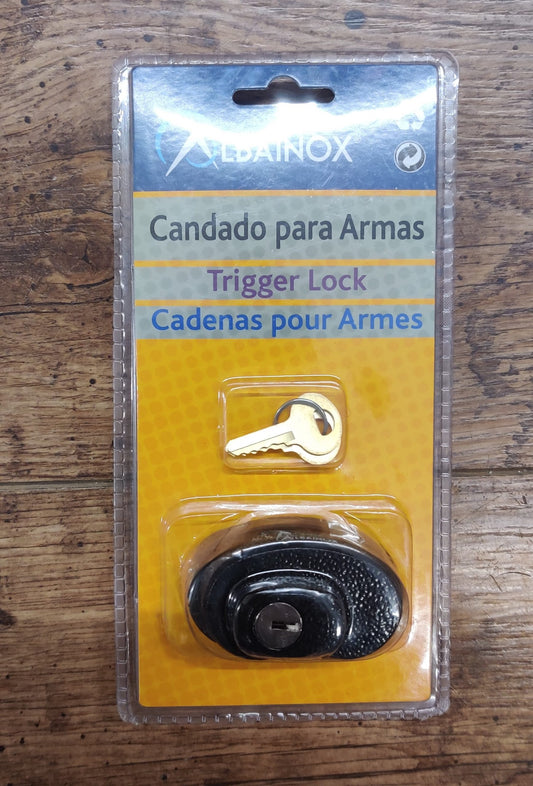 ALBAINOX
Candado para Armas
Trigger Lock
Cadenas pour Armes